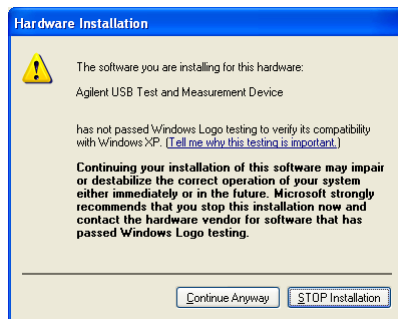 Hardware Installation
The software you are installing for this hardware:
Agilent USB Test and Measurement Device
has not passed Windows Logo testing to verify its compatibility
with Windows XP. (Tell me why this testing is important.)
Continuing your installation of this software may impair
or destabilize the correct operation of your system
either immediately or in the future. Microsoft strongly
recommends that you stop this installation now and
contact the hardware vendor for software that has
passed Windows Logo testing.
Continue Anyway STOP Installation